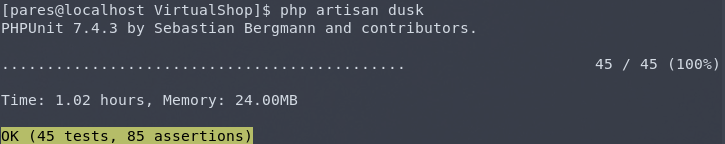 [pares@localhost VirtualShop]$ php artisan dusk
PHPUnit 7.4.3 by Sebastian Bergmann and contributors.
............................................. 45 / 45 (100%)
Time: 1.02 hours, Memory: 24.00MB
OK (45 tests, 85 assertions)